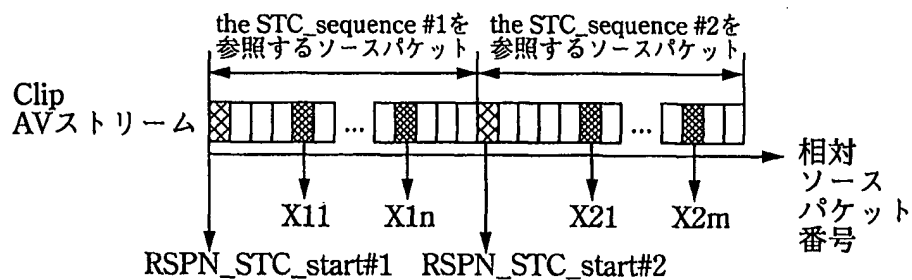 the STC_sequence #1を
参照するソースパケット
the STC_sequence #2を
参照するソースパケット
Clip
AVストリーム
...
...
相対
ソース
パケット
番号
X11
X1n
X21
X2m
RSPN_STC_start#1
RSPN_STC_start#2